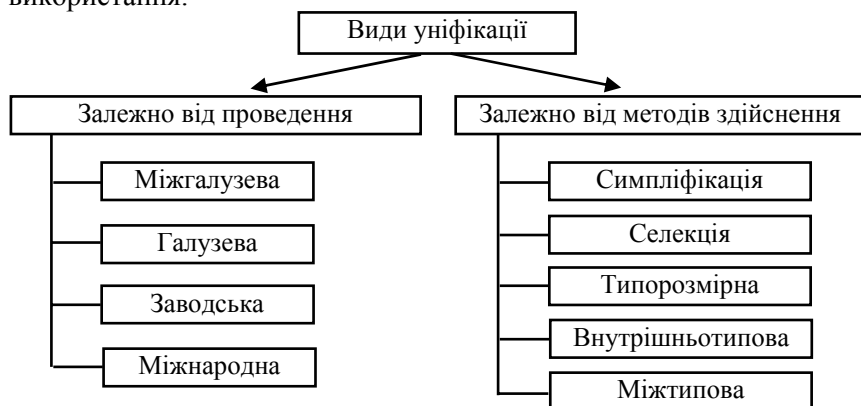 використання.
Види уніфікації
Залежно від проведення
Міжгалузева
Галузева
Заводська
Міжнародна
Залежно від методів здійснення
Симпліфікація
Селекція
Типорозмірна
Внутрішньотипова
Міжтипова